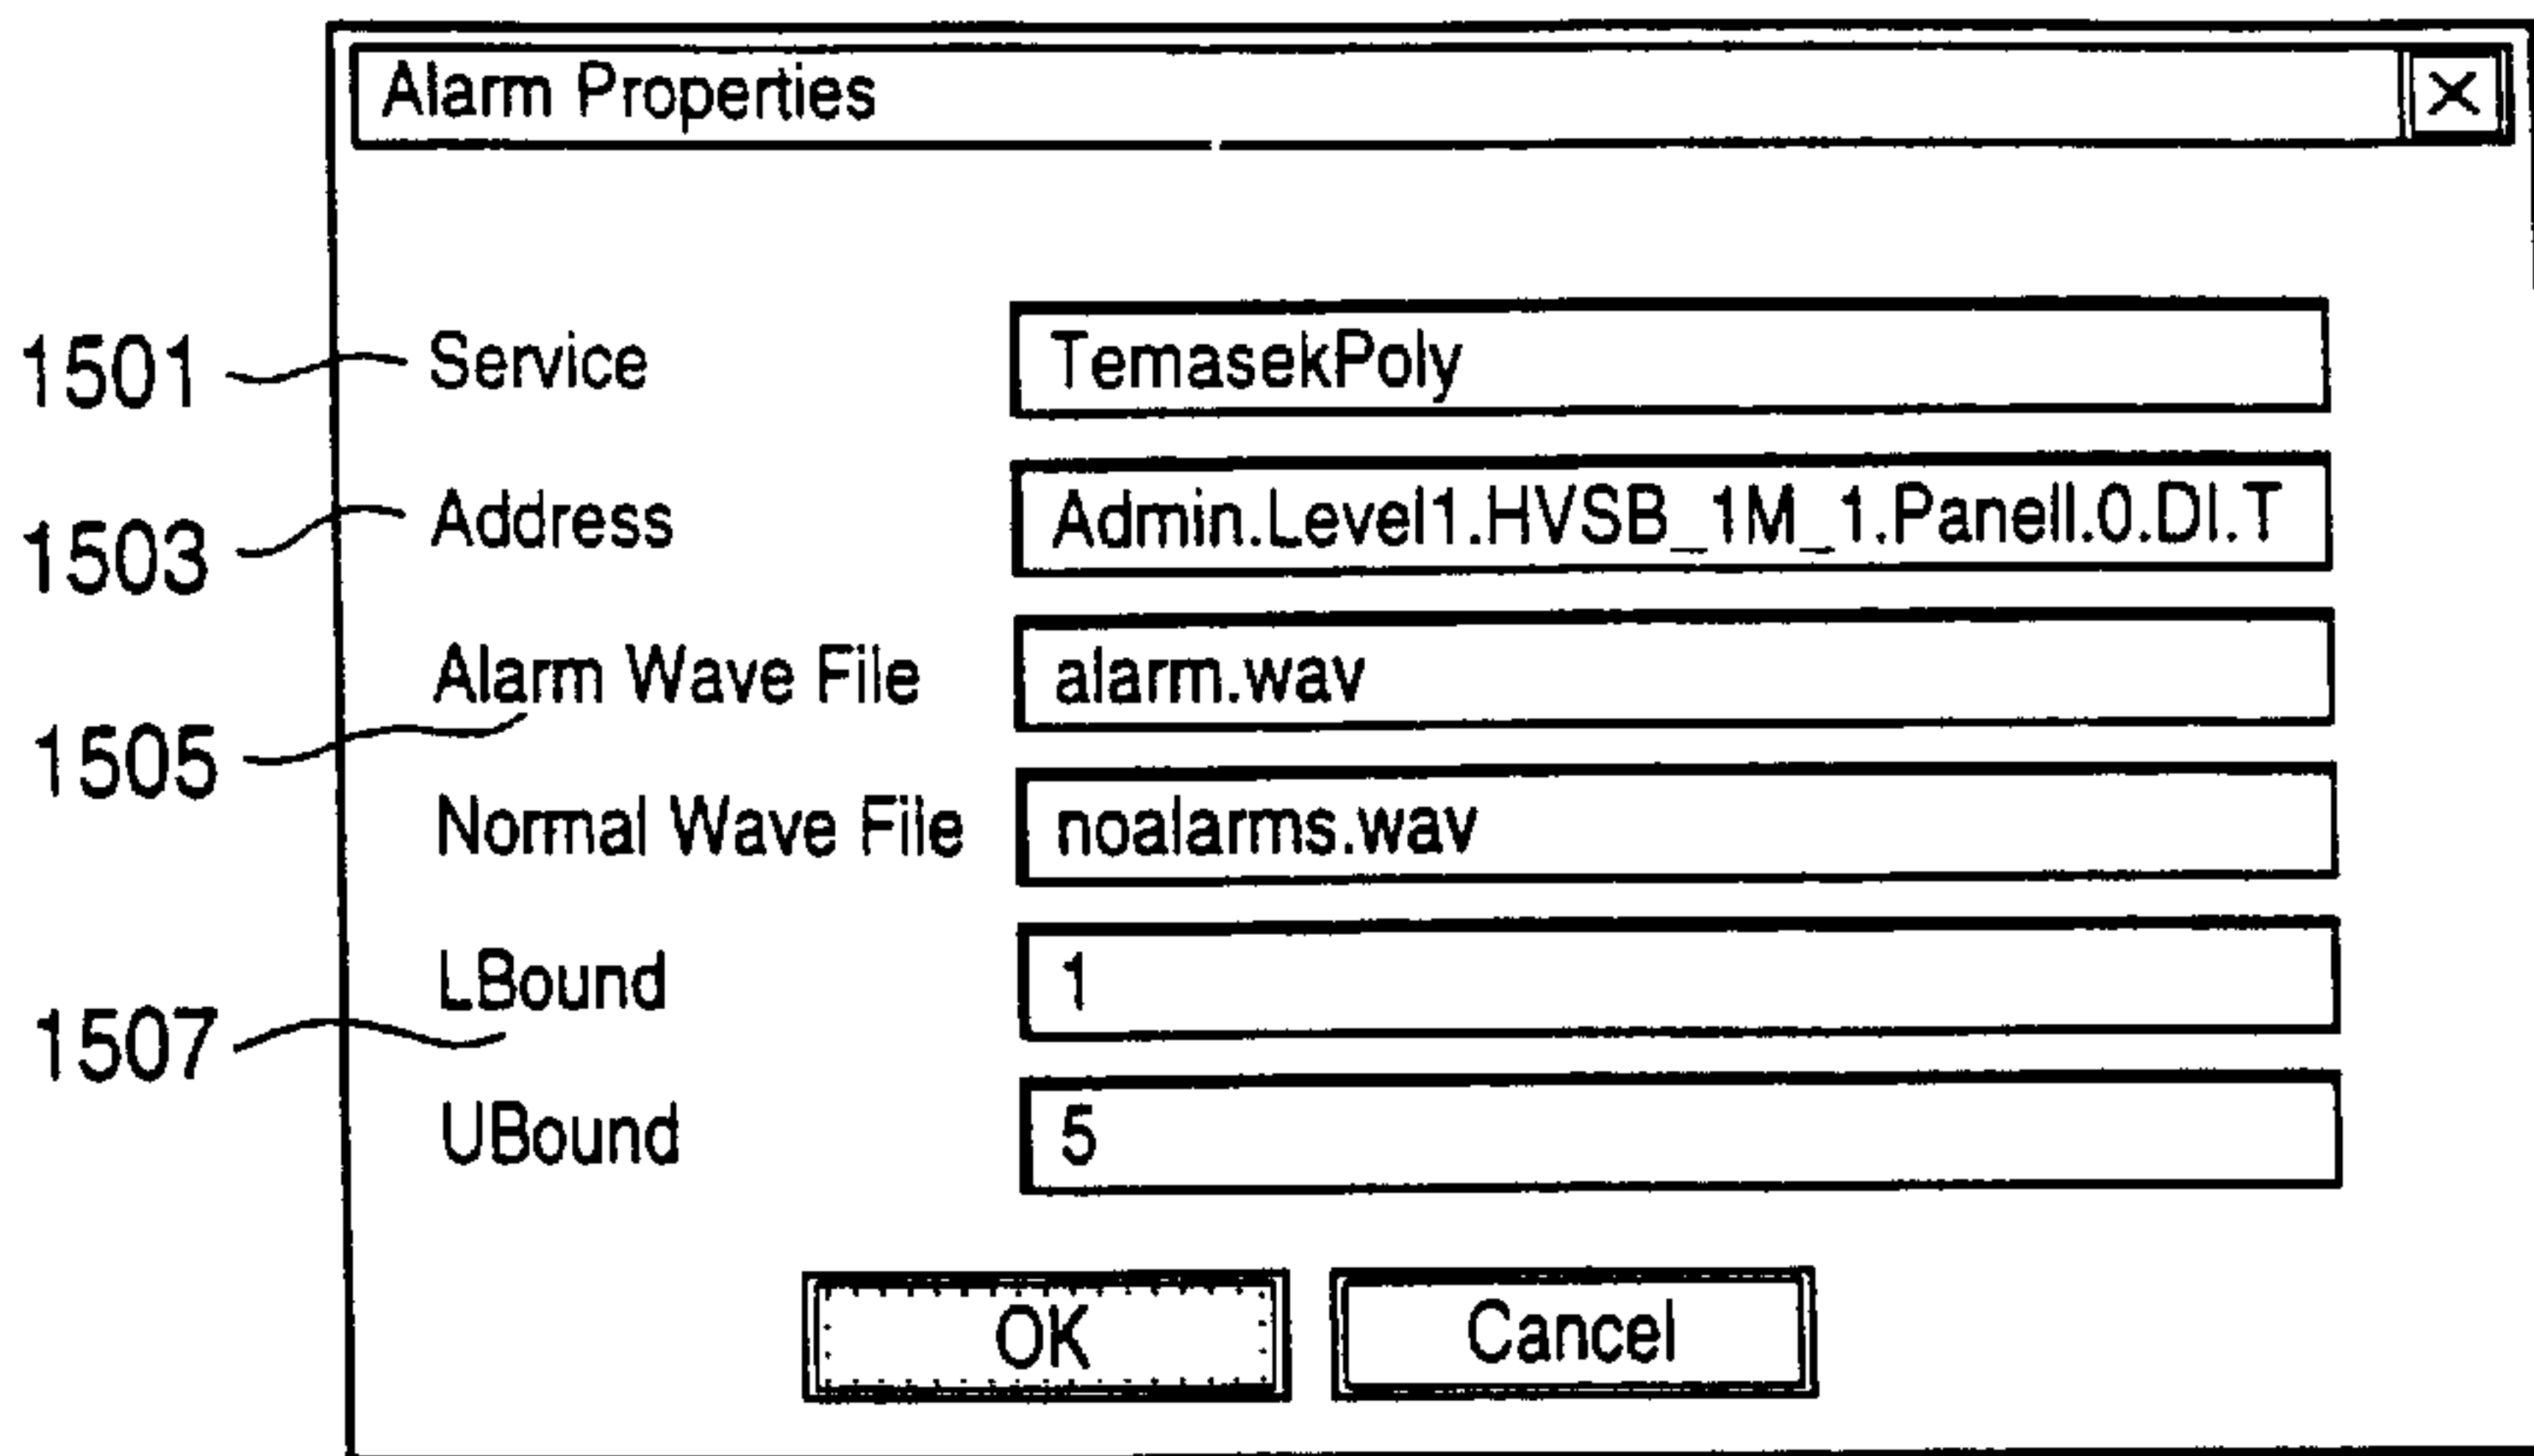 Alarm Properties
1501 Service TemasekPoly
1503 Address Admin.Level1.HVSB_1M_1.Panell.0.DI.T
Alarm Wave File alarm.wav
1505
Normal Wave File noalarms.wav
LBound 1
1507
UBound 5
OK Cancel